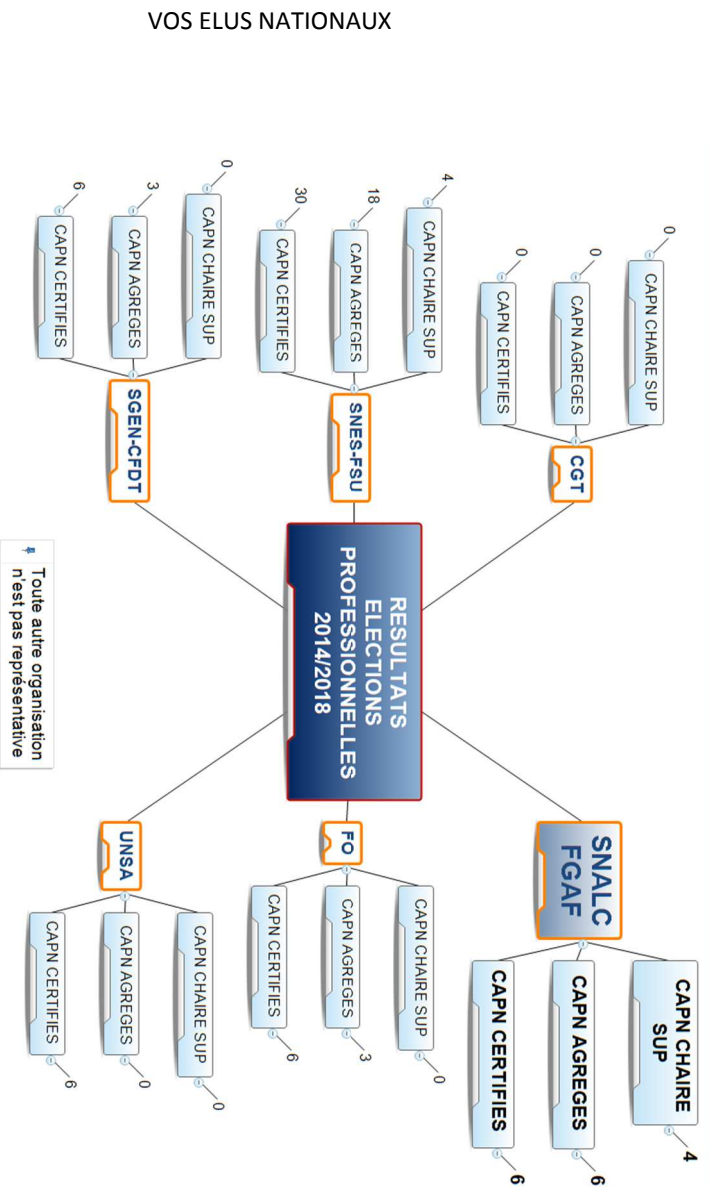 VOS ELUS NATIONAUX
RESULTATS
ELECTIONS
PROFESSIONNELLES
2014/2018
CGT
CAPN CHAIRE SUP
0
CAPN AGREGES
0
CAPN CERTIFIES
0
SNES-FSU
CAPN CHAIRE SUP
4
CAPN AGREGES
18
CAPN CERTIFIES
30
SGEN-CFDT
CAPN CHAIRE SUP
0
CAPN AGREGES
3
CAPN CERTIFIES
6
SNALC
FGAF
CAPN CHAIRE
SUP
4
CAPN AGREGES
6
CAPN CERTIFIES
6
FO
CAPN CHAIRE SUP
0
CAPN AGREGES
3
CAPN CERTIFIES
6
UNSA
CAPN CHAIRE SUP
0
CAPN AGREGES
0
CAPN CERTIFIES
6
Toute autre organisation
n'est pas représentative